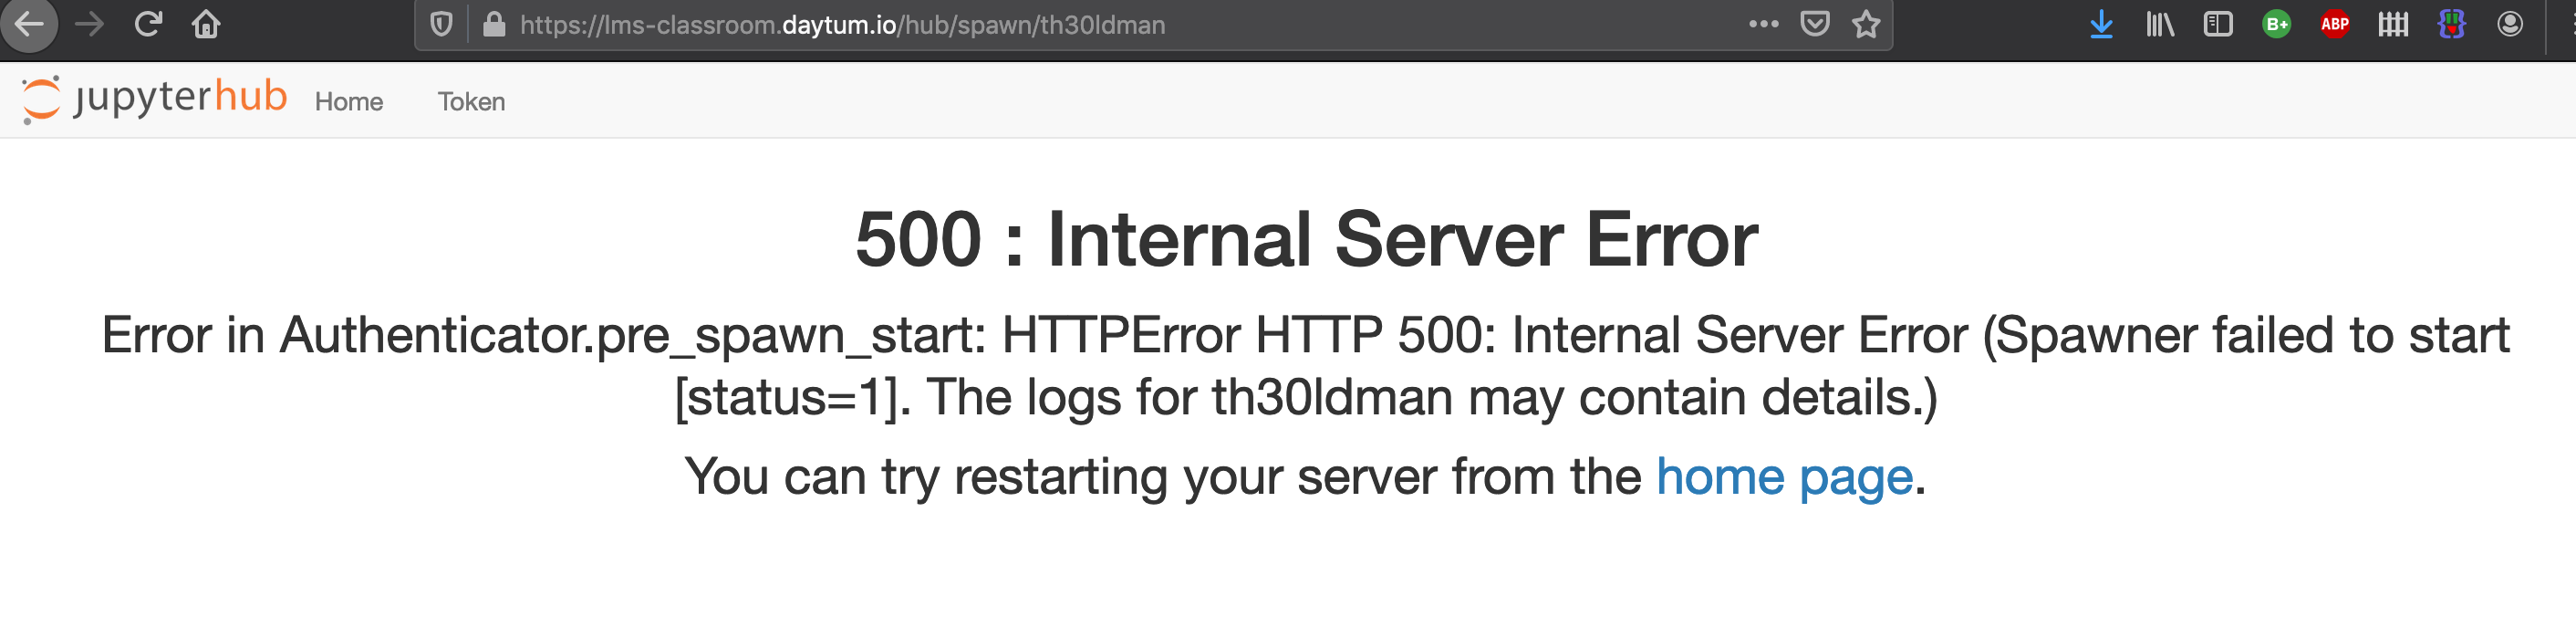 https://lms-classroom.daytum.io/hub/spawn/th30ldman
B+
ABP
jupyterhub Home Token
500 : Internal Server Error
Error in Authenticator.pre_spawn_start: HTTPError HTTP 500: Internal Server Error (Spawner failed to start
[status=1]. The logs for th30ldman may contain details.)
You can try restarting your server from the home page.